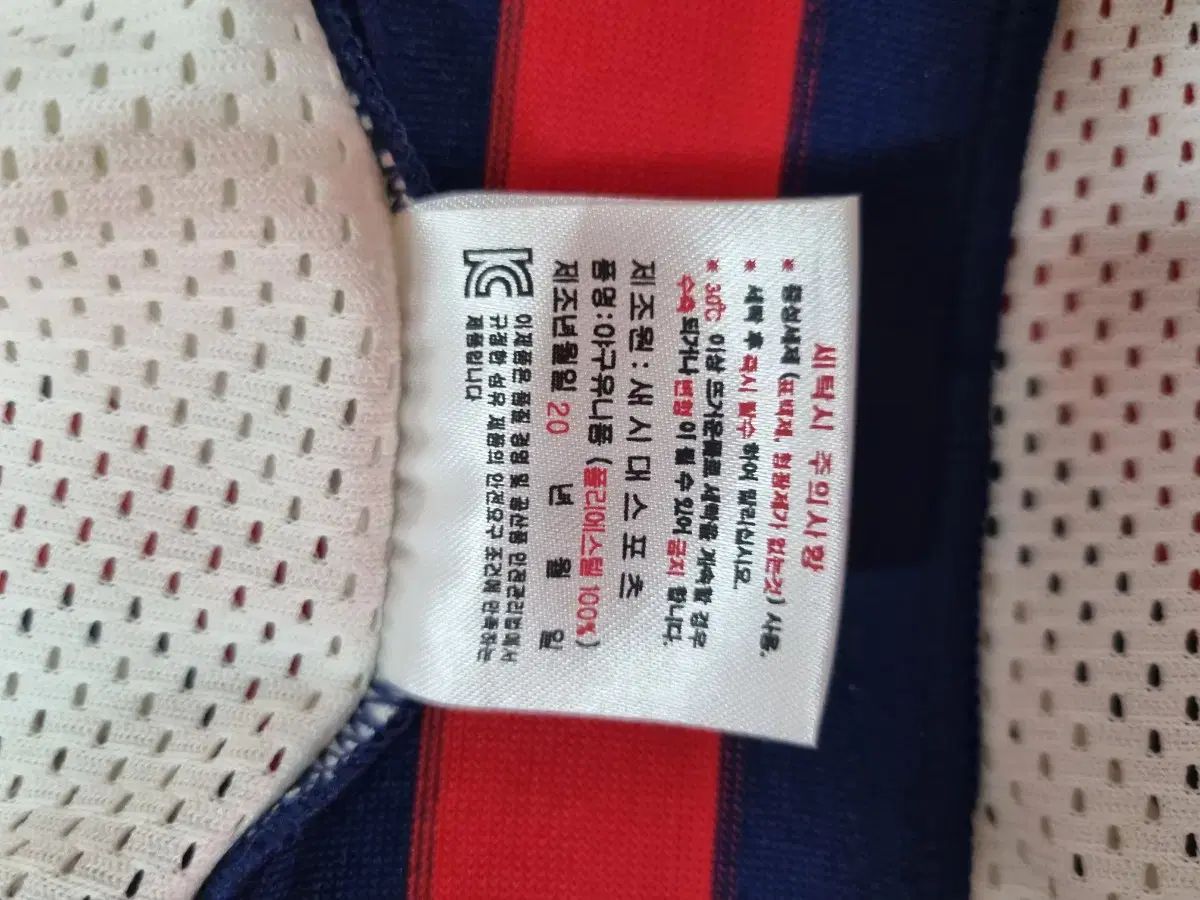 세탁시 주의사항
* 중성세제 (표백제, 형광제가 없는것) 사용.
* 세탁 후 즉시 탈수 하여 말리십시오.
* 30℃ 이상 뜨거운물로 세탁을 계속할 경우
수축 되거나 변형 이 될 수 있어 금지 합니다.
제조원 : 새시대스포츠
품명 : 야구유니폼 (폴리에스텔 100%)
제조년월일 20 년 월 일
이제품은 품질 경영 및 공산품 안전관리법에서
규정한 섬유 제품의 안전요구 조건에 만족하는
제품입니다